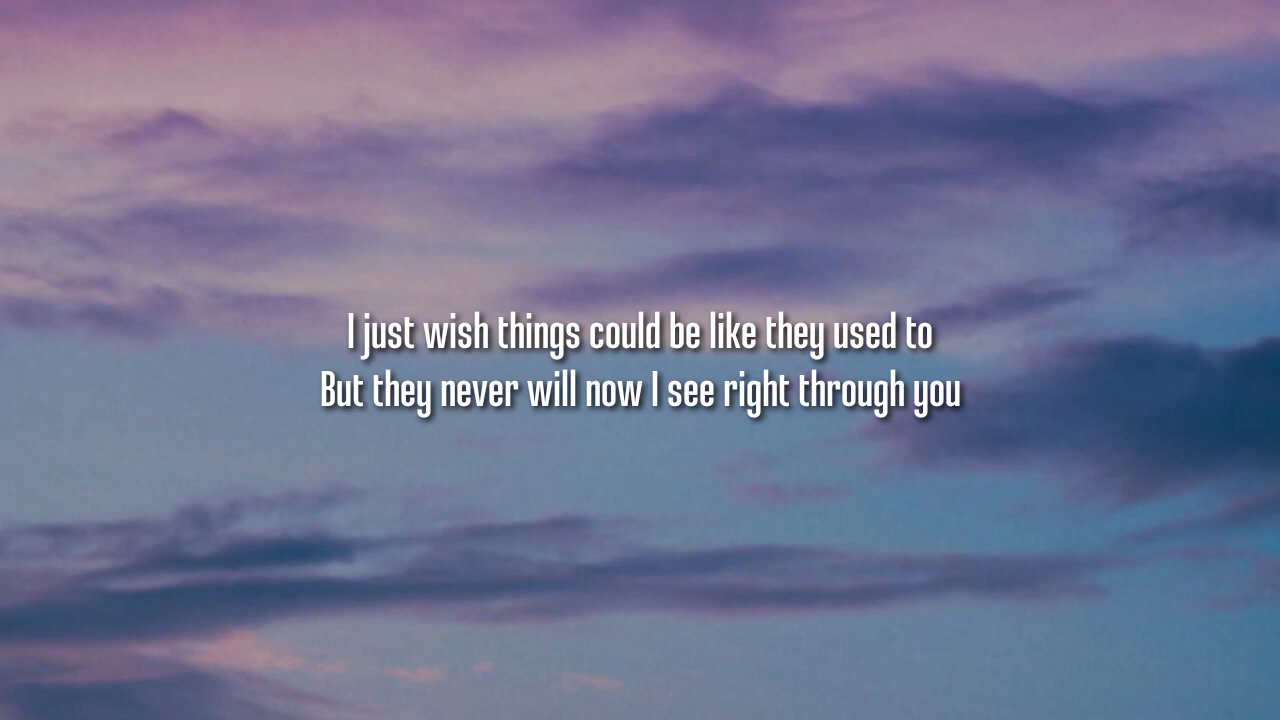 I just wish things could be like they used to
But they never will now I see right through you